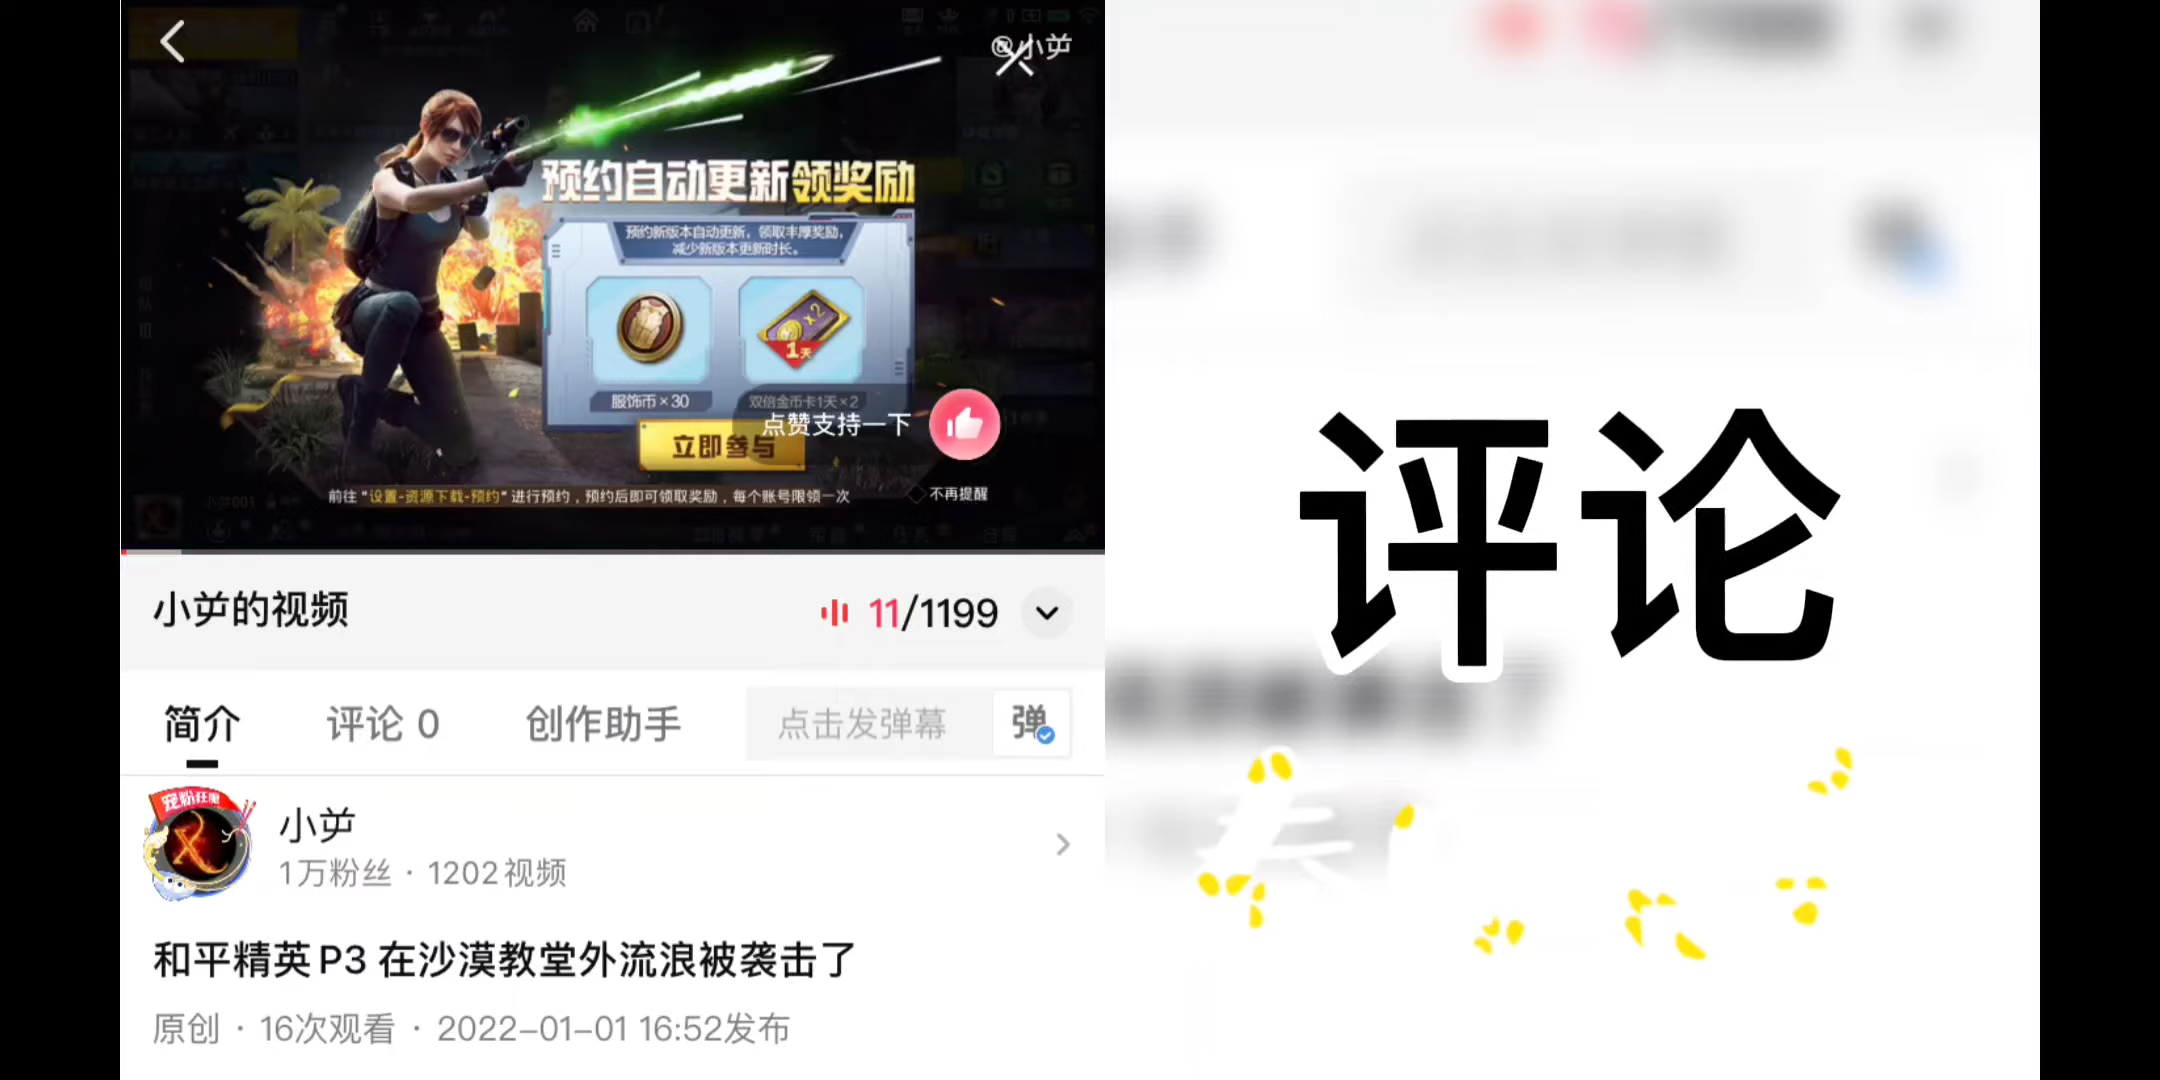 @小岁
预约自动更新领奖励
预约新版本自动更新，领取丰厚奖励，
减少新版本更新时长。
×2
1天
服饰币×30
双倍金币卡1天×2
点赞支持一下
立即参与
前往“设置-资源下载-预约”进行预约，预约后即可领取奖励，每个账号限领一次
不再提醒
小岁的视频
11/1199
简介
评论 0
创作助手
点击发弹幕
弹
宠粉狂魔
小岁
1万粉丝 · 1202视频
和平精英P3 在沙漠教堂外流浪被袭击了
原创 · 16次观看 · 2022-01-01 16:52发布
评论